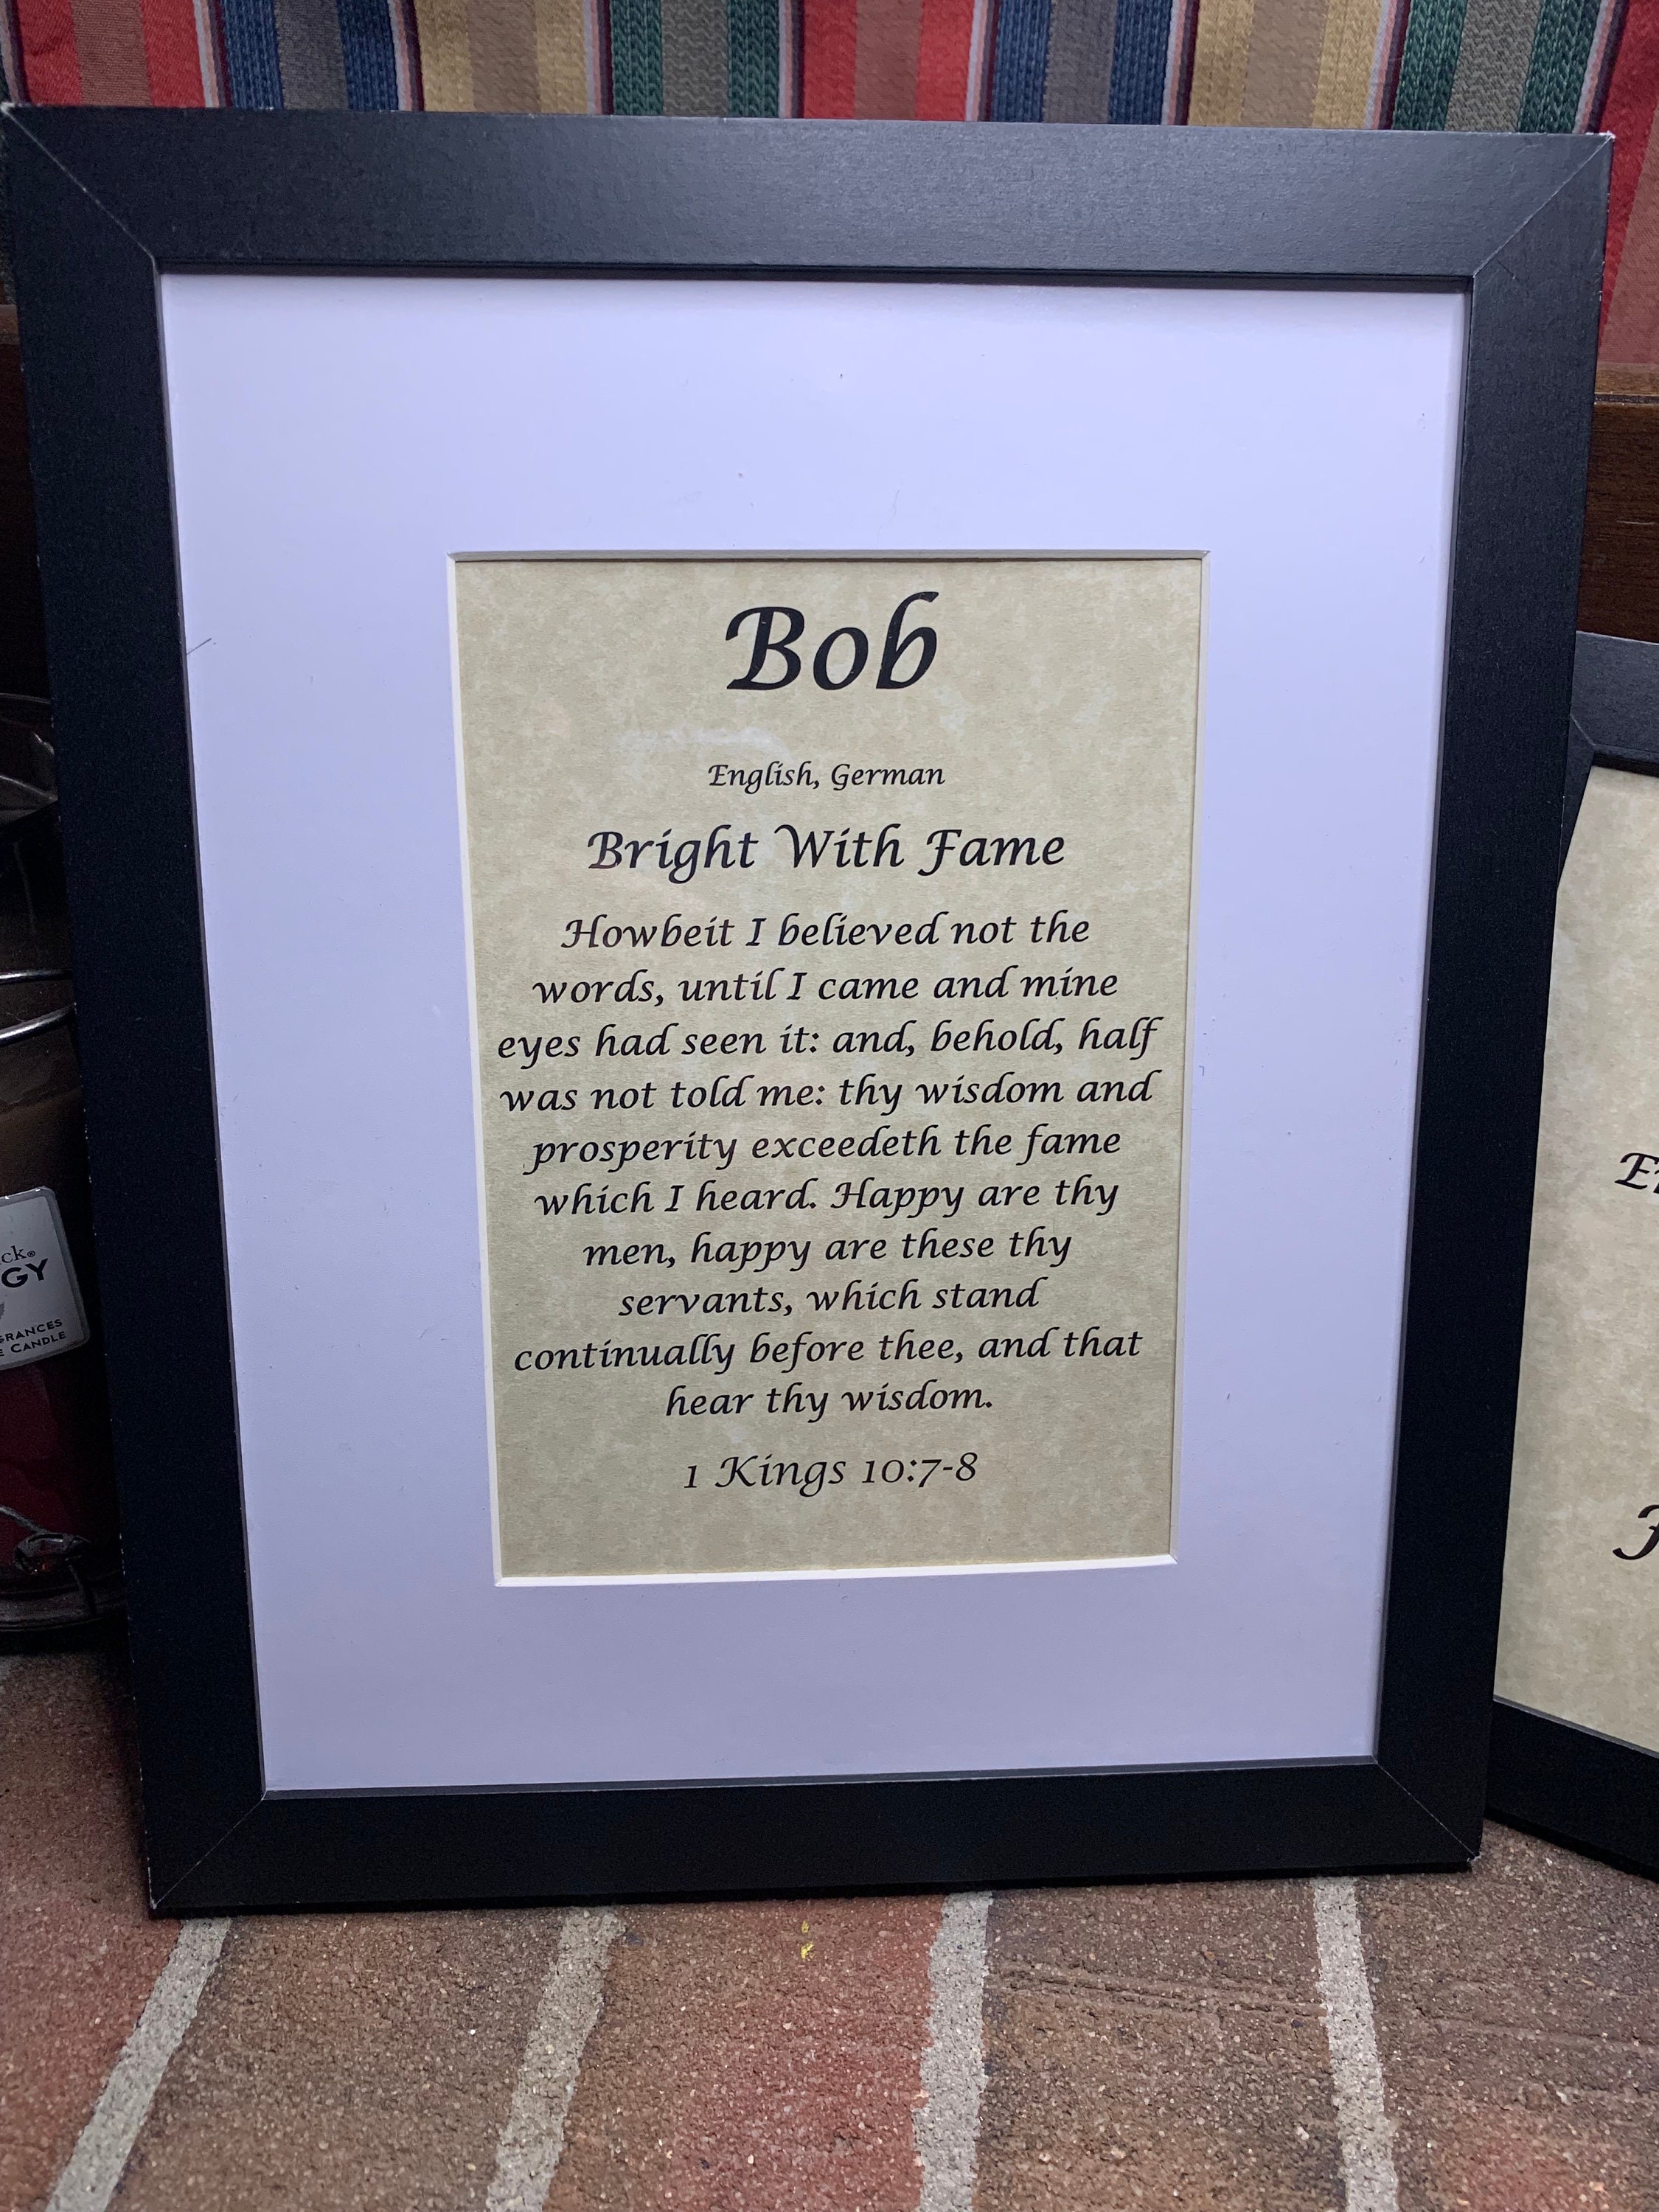 Bob
English, German
Bright With Fame
Howbeit I believed not the
words, until I came and mine
eyes had seen it: and, behold, half
was not told me: thy wisdom and
prosperity exceedeth the fame
which I heard. Happy are thy
men, happy are these thy
servants, which stand
continually before thee, and that
hear thy wisdom.
1 Kings 10:7-8
ck®
GY
CANDLE